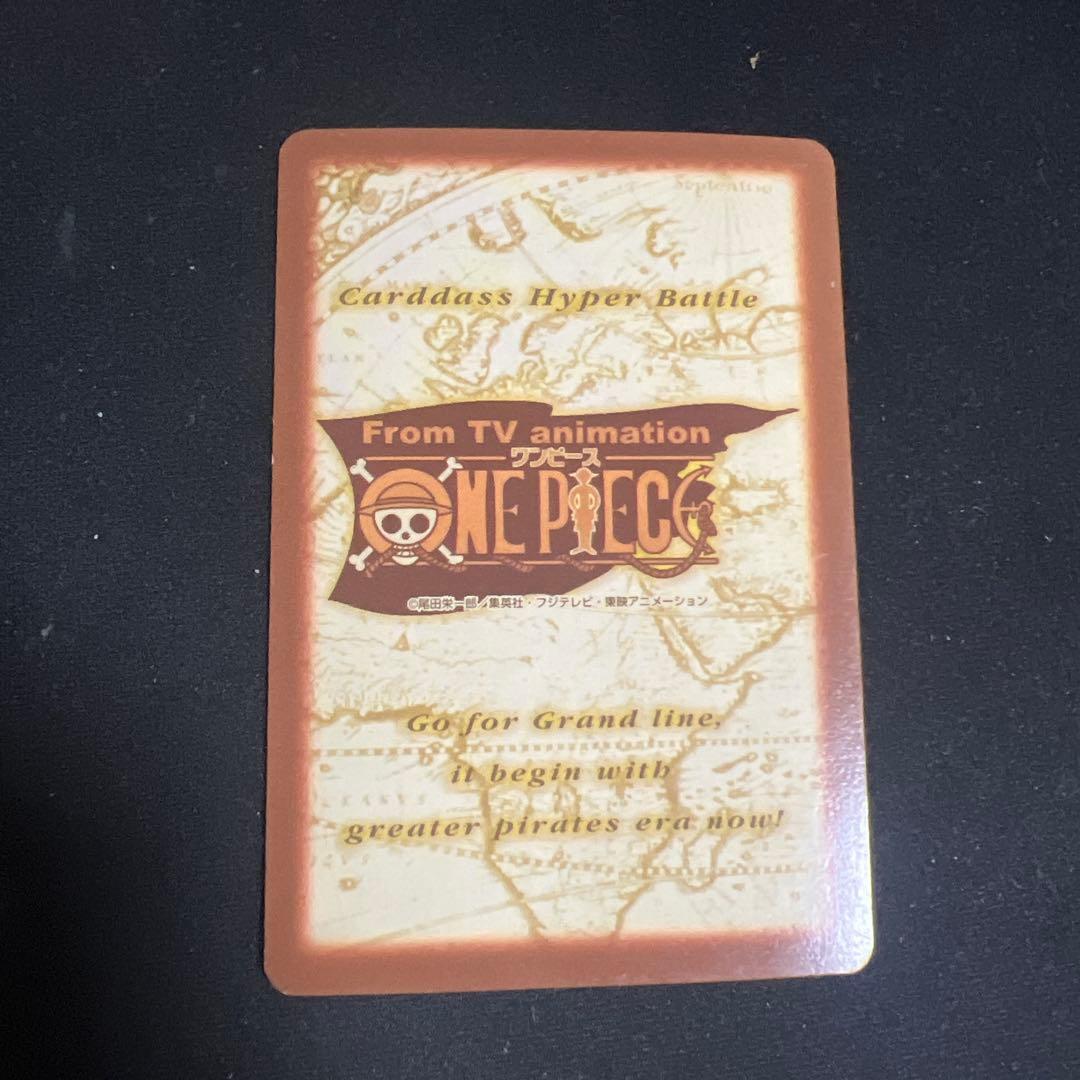 Septentrio
Carddass Hyper Battle
From TV animation
ワンピース
ONE PIECE
©尾田栄一郎／集英社・フジテレビ・東映アニメーション
Go for Grand line,
it begin with
greater pirates era now!